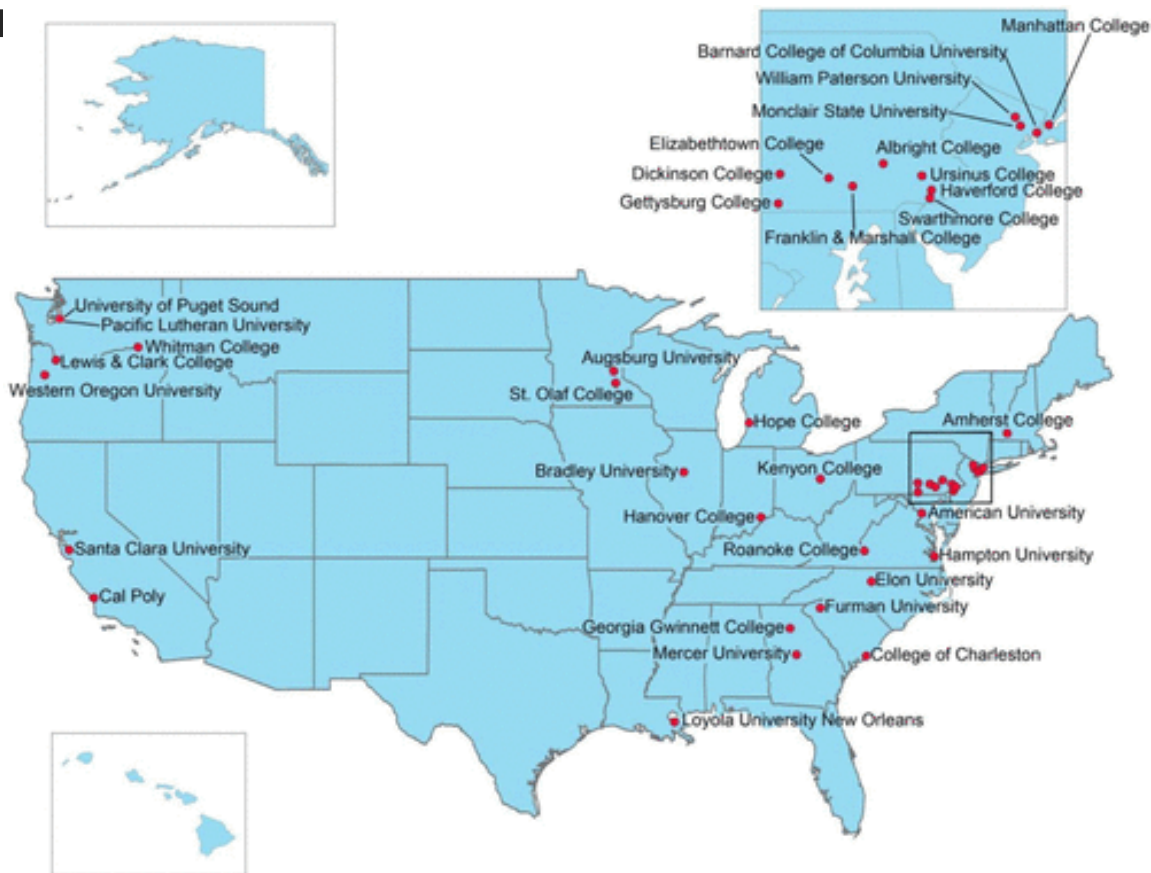 Manhattan College
Barnard College of Columbia University
William Paterson University
Monclair State University
Elizabethtown College
Albright College
Dickinson College
Ursinus College
Haverford College
Gettysburg College
Swarthmore College
Franklin & Marshall College
University of Puget Sound
Pacific Lutheran University
Whitman College
Lewis & Clark College
Western Oregon University
Augsburg University
St. Olaf College
Hope College
Amherst College
Bradley University
Kenyon College
Hanover College
American University
Santa Clara University
Roanoke College
Hampton University
Elon University
Cal Poly
Furman University
Georgia Gwinnett College
Mercer University
College of Charleston
Loyola University New Orleans